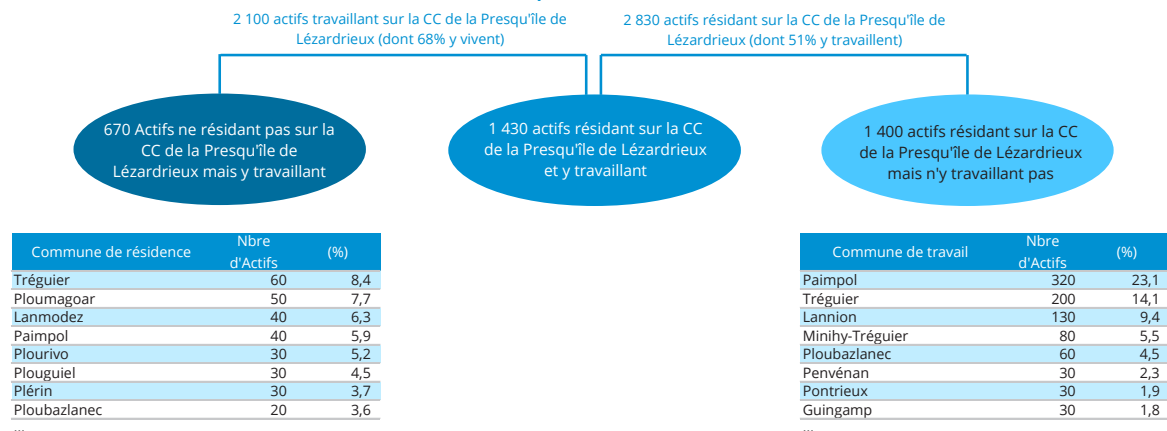 2 100 actifs travaillant sur la CC de la Presqu'île de
Lézardrieux (dont 68% y vivent)
2 830 actifs résidant sur la CC de la Presqu'île de
Lézardrieux (dont 51% y travaillent)
670 Actifs ne résidant pas sur la
CC de la Presqu'île de
Lézardrieux mais y travaillant
1 430 actifs résidant sur la CC
de la Presqu'île de Lézardrieux
et y travaillant
1 400 actifs résidant sur la CC
de la Presqu'île de Lézardrieux
mais n'y travaillant pas
Commune de résidence Nbre d'Actifs (%)
Tréguier 60 8,4
Ploumagoar 50 7,7
Lanmodez 40 6,3
Paimpol 40 5,9
Plourivo 30 5,2
Plouguiel 30 4,5
Plérin 30 3,7
Ploubazlanec 20 3,6
...
Commune de travail Nbre d'Actifs (%)
Paimpol 320 23,1
Tréguier 200 14,1
Lannion 130 9,4
Minihy-Tréguier 80 5,5
Ploubazlanec 60 4,5
Penvénan 30 2,3
Pontrieux 30 1,9
Guingamp 30 1,8
...